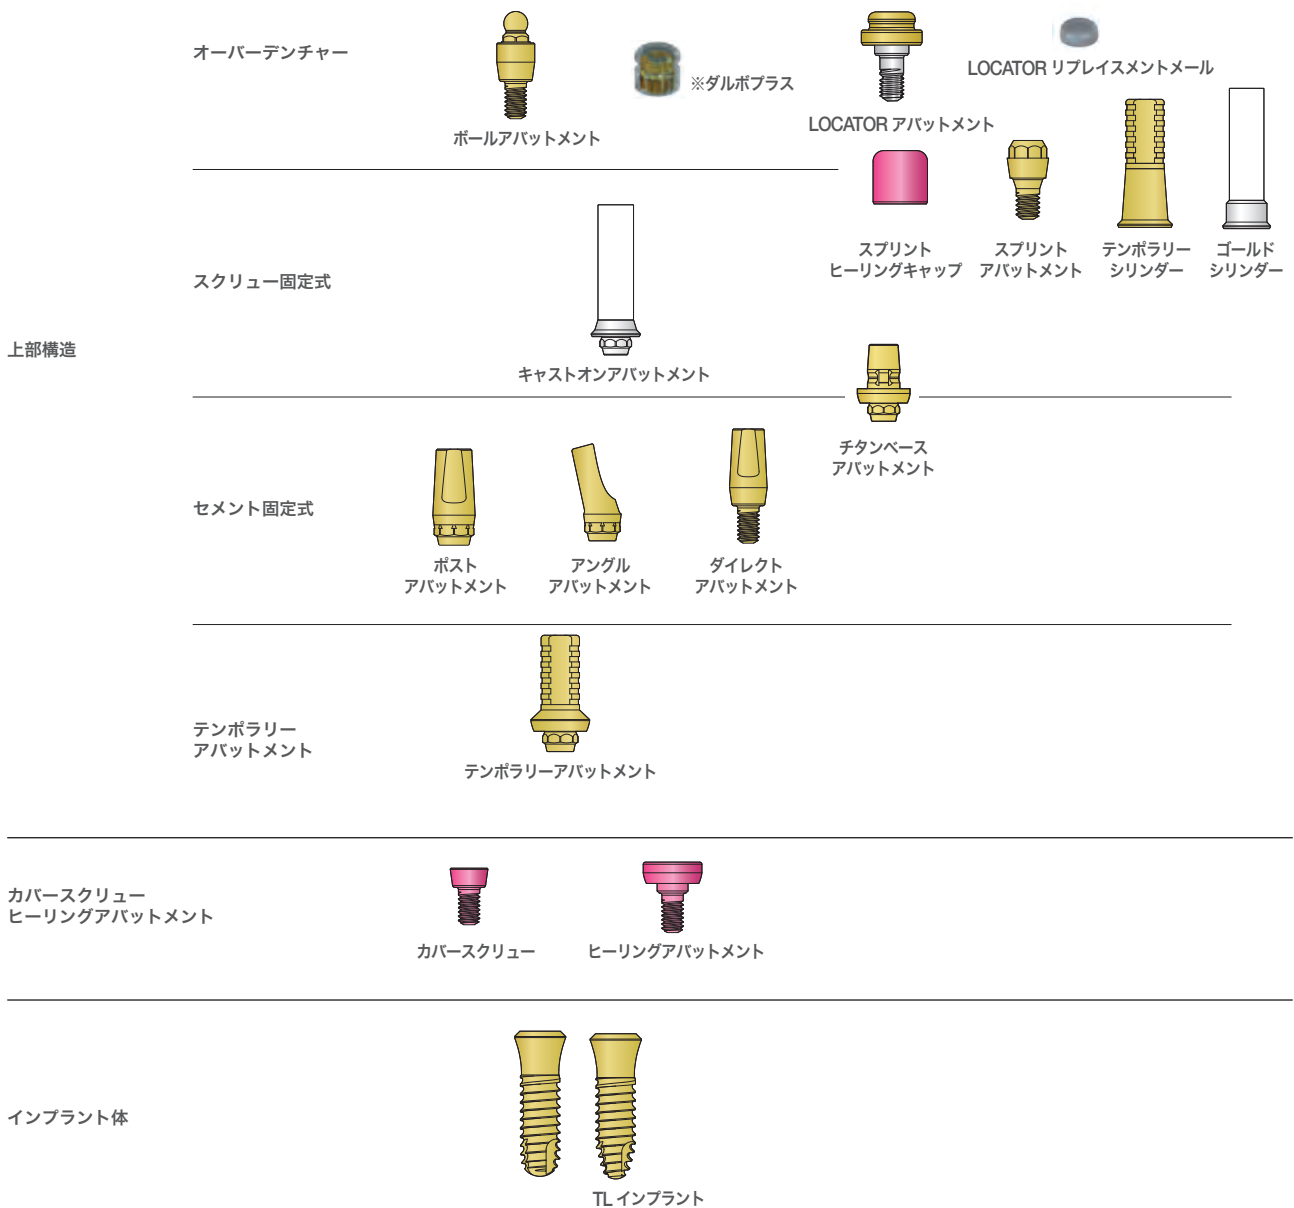 オーバーデンチャー
ボールアバットメント
※ダルボプラス
LOCATOR アバットメント
LOCATOR リプレイスメントメール
スプリント
ヒーリングキャップ
スプリント
アバットメント
テンポラリー
シリンダー
ゴールド
シリンダー
上部構造
スクリュー固定式
キャストオンアバットメント
チタンベース
アバットメント
セメント固定式
ポスト
アバットメント
アングル
アバットメント
ダイレクト
アバットメント
テンポラリー
アバットメント
テンポラリーアバットメント
カバースクリュー
ヒーリングアバットメント
カバースクリュー
ヒーリングアバットメント
インプラント体
TL インプラント